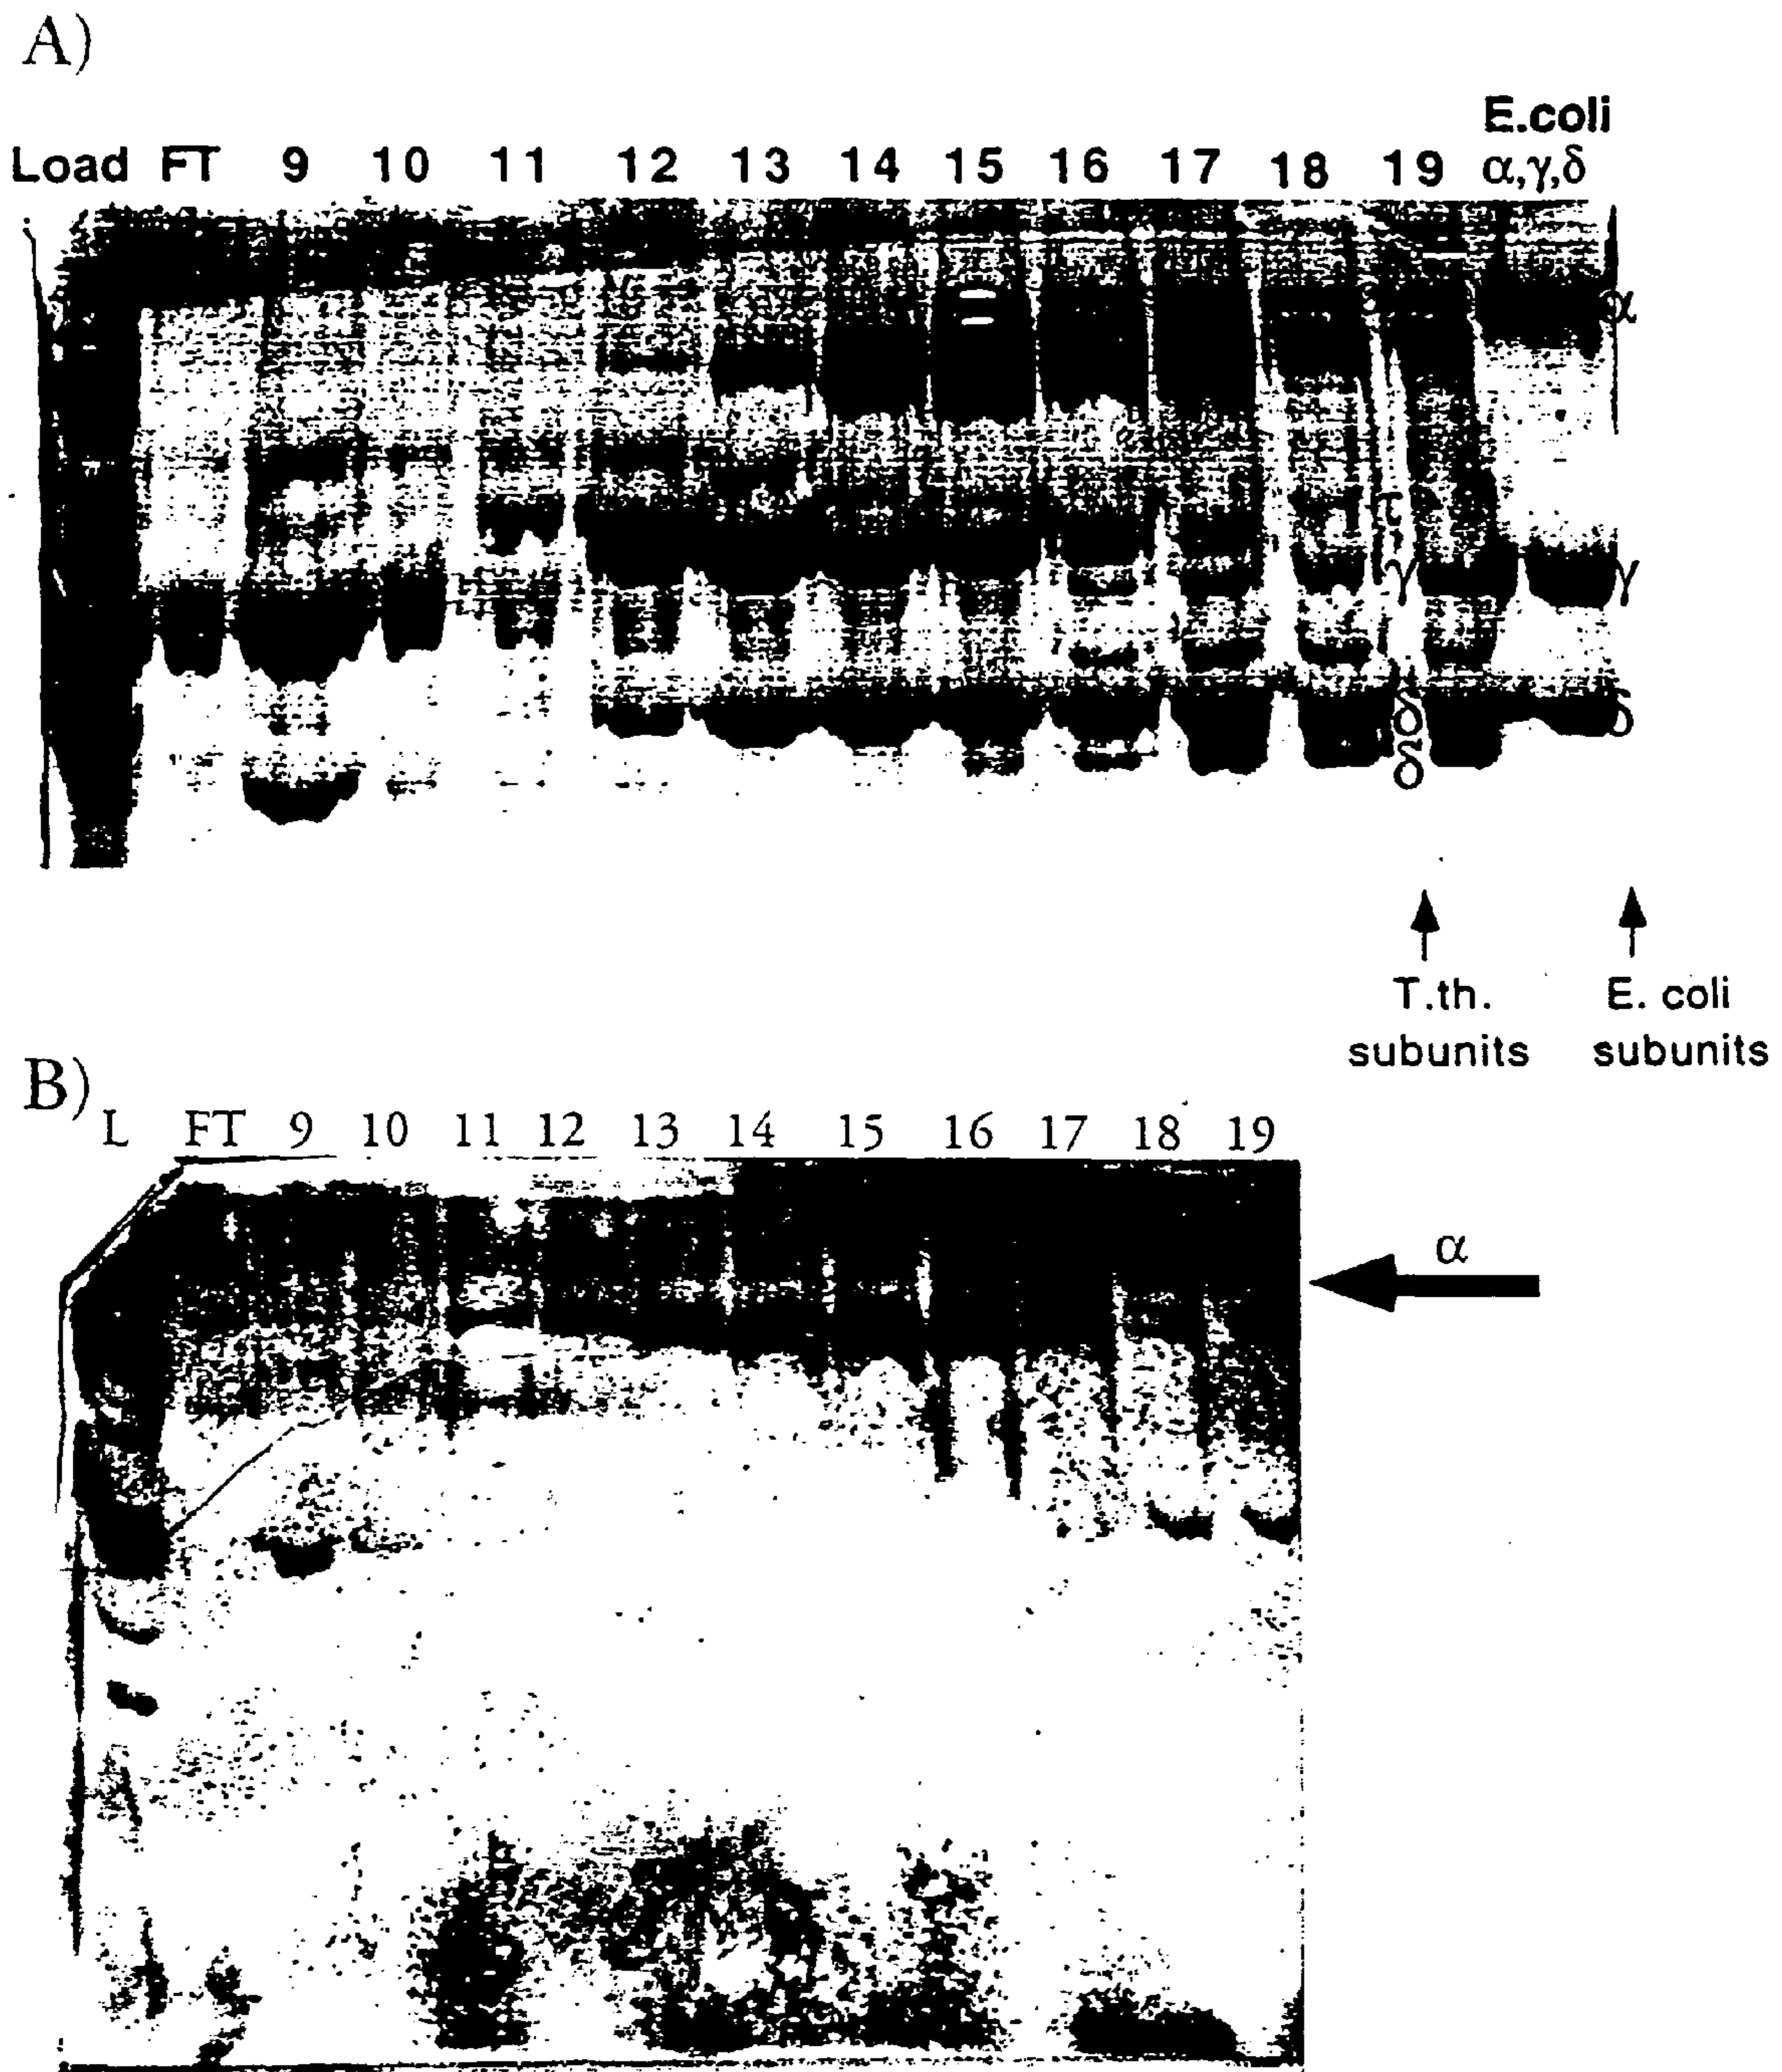 A)
E.coli
Load FT 9 10 11 12 13 14 15 16 17 18 19 α,γ,δ
α
τ
γ γ
δ δ
δ
T.th. E. coli
subunits subunits
B)
L FT 9 10 11 12 13 14 15 16 17 18 19
α